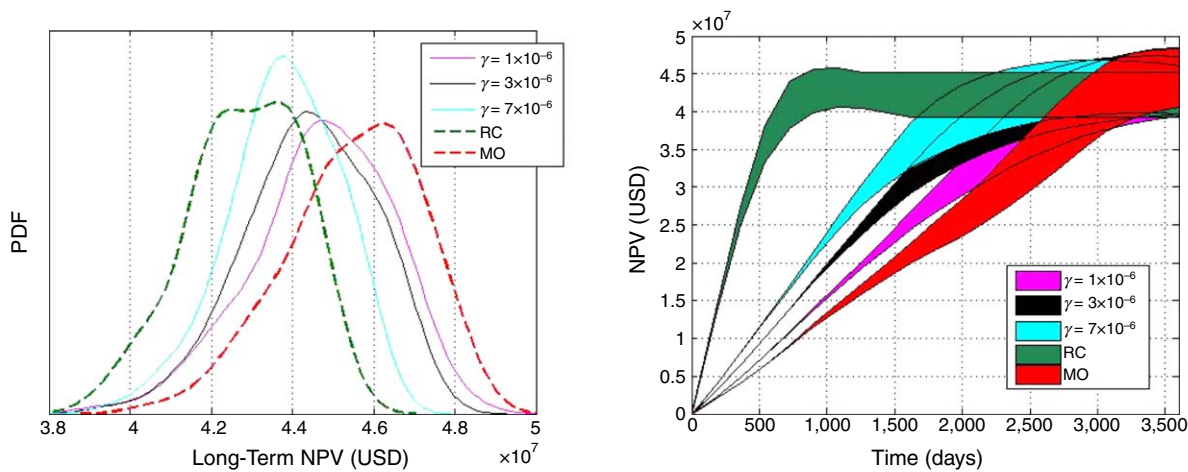 PDF
γ = 1×10⁻⁶
γ = 3×10⁻⁶
γ = 7×10⁻⁶
RC
MO
3.8 4 4.2 4.4 4.6 4.8 5
×10⁷
Long-Term NPV (USD)
×10⁷
5
4.5
4
3.5
3
2.5
2
1.5
1
0.5
0
NPV (USD)
γ = 1×10⁻⁶
γ = 3×10⁻⁶
γ = 7×10⁻⁶
RC
MO
0 500 1,000 1,500 2,000 2,500 3,000 3,500
Time (days)